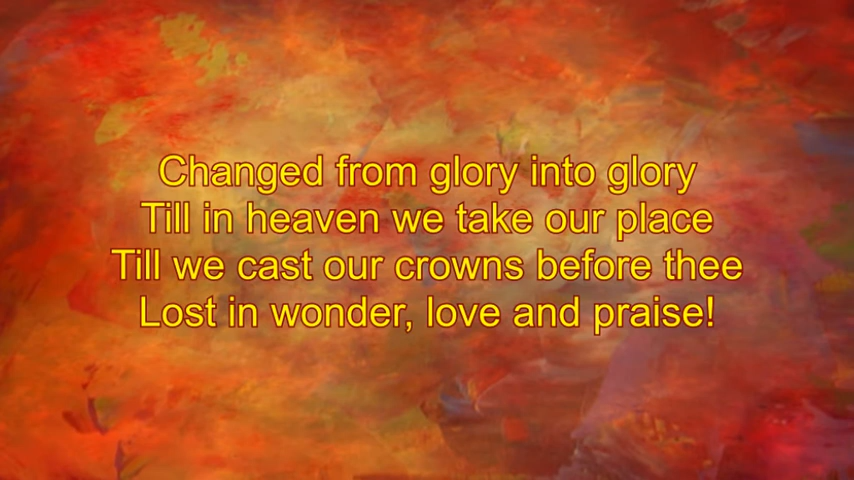 Changed from glory into glory
Till in heaven we take our place
Till we cast our crowns before thee
Lost in wonder, love and praise!